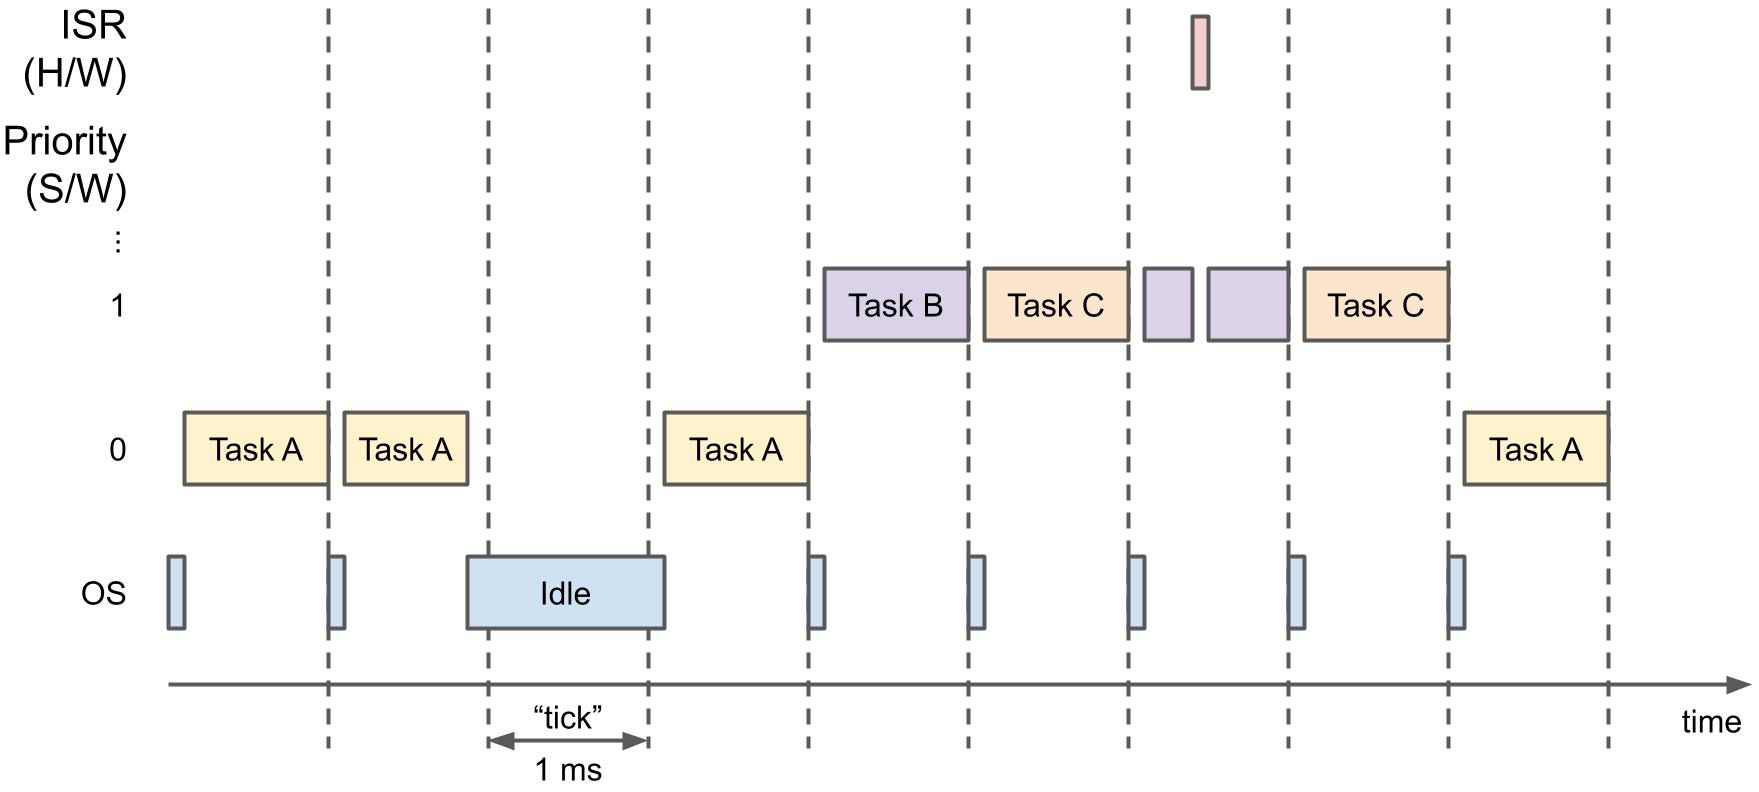 ISR
(H/W)
Priority
(S/W)
⋮
1
Task B
Task C
Task C
0
Task A
Task A
Task A
Task A
OS
Idle
“tick”
1 ms
time